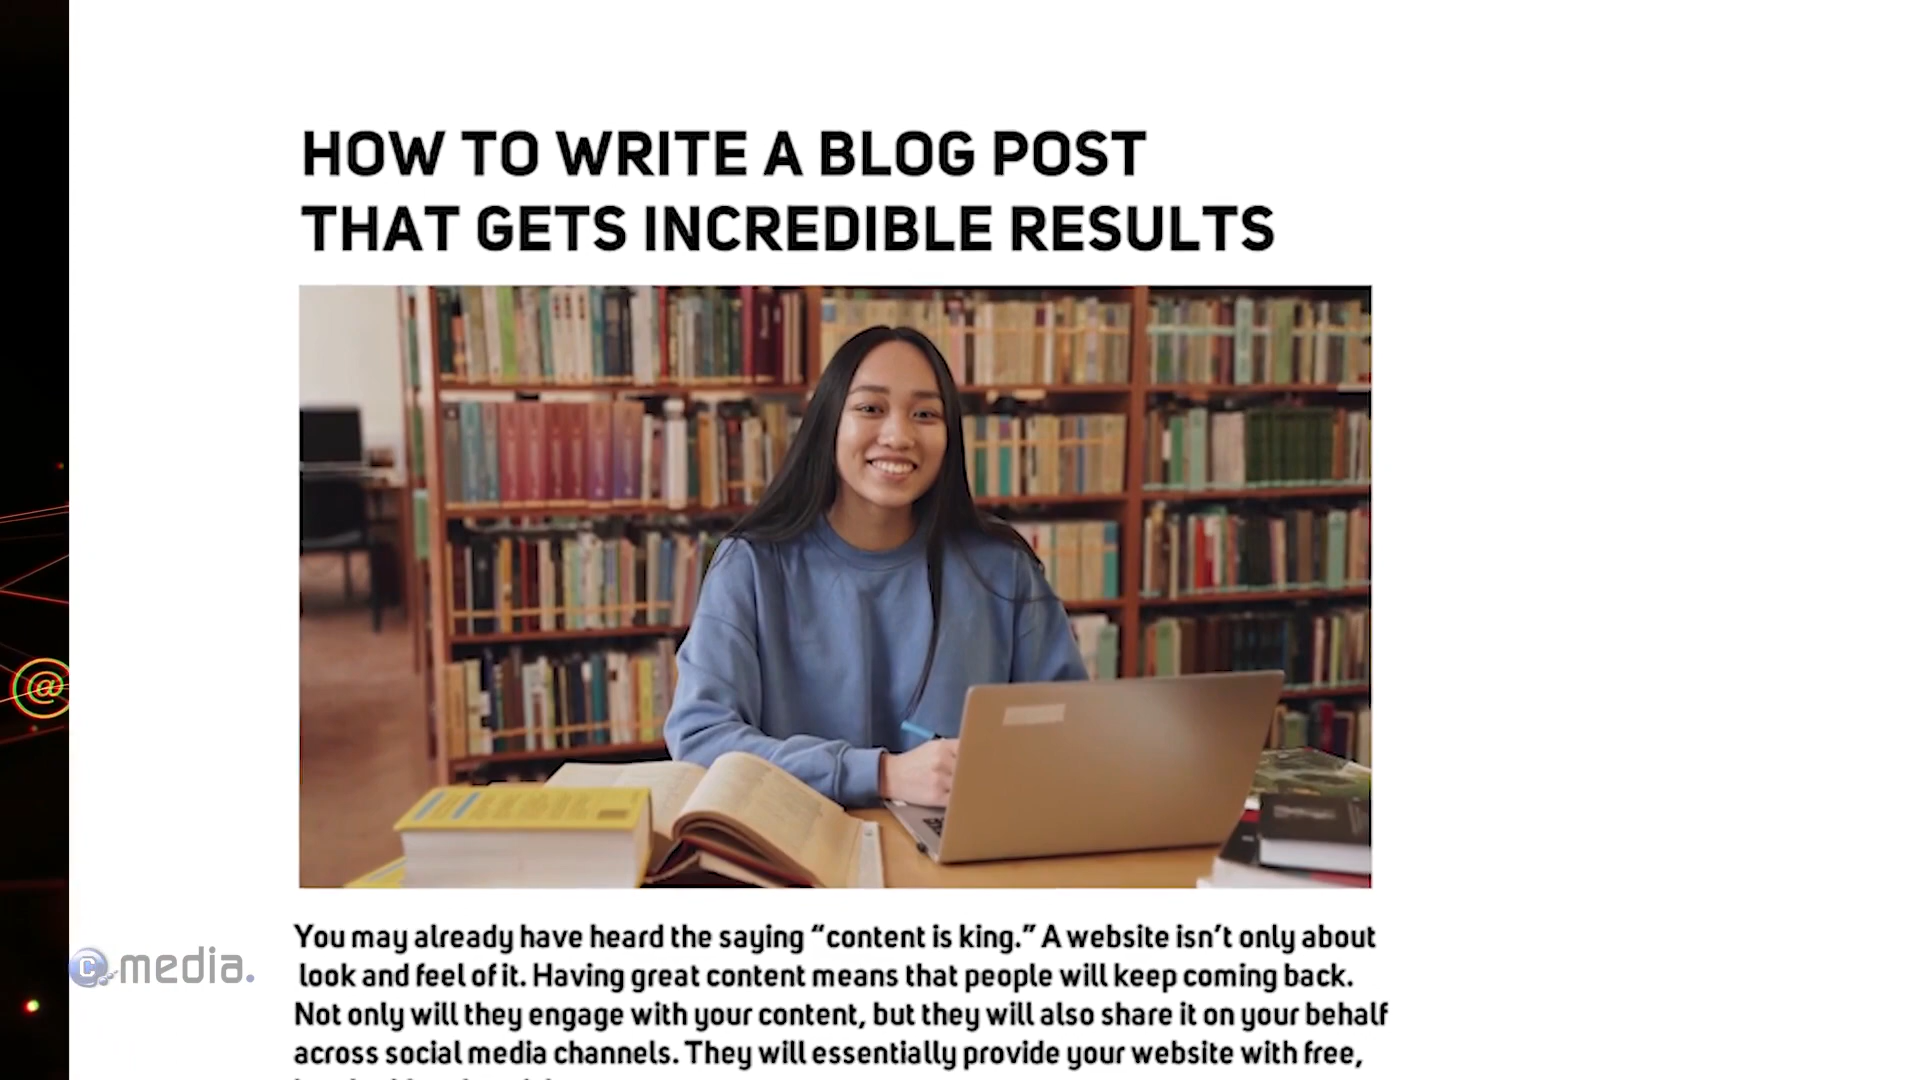 HOW TO WRITE A BLOG POST
THAT GETS INCREDIBLE RESULTS
You may already have heard the saying “content is king.” A website isn’t only about
look and feel of it. Having great content means that people will keep coming back.
Not only will they engage with your content, but they will also share it on your behalf
across social media channels. They will essentially provide your website with free,
@
c media.